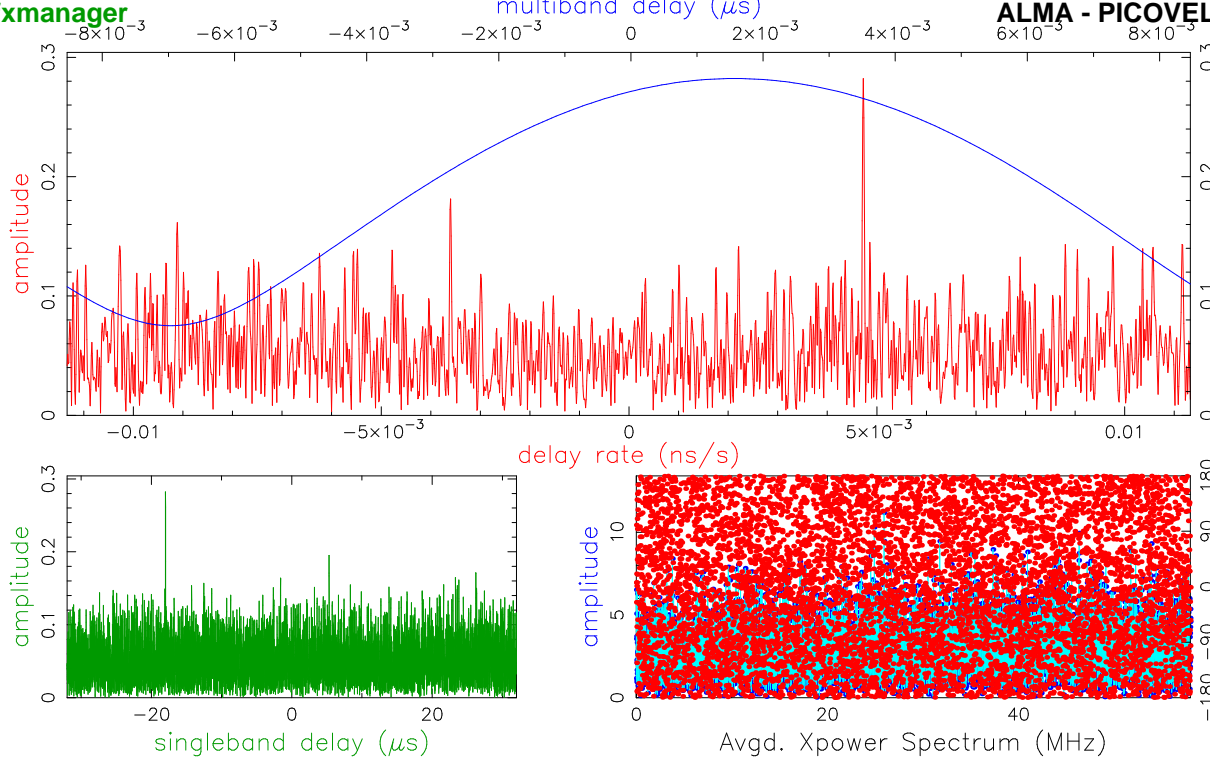 xmanager
multiband delay (μs)
ALMA - PICOVEL
−8×10⁻³ −6×10⁻³ −4×10⁻³ −2×10⁻³ 0 2×10⁻³ 4×10⁻³ 6×10⁻³ 8×10⁻³
amplitude
0 0.1 0.2 0.3
−0.01 −5×10⁻³ 0 5×10⁻³ 0.01
delay rate (ns/s)
amplitude
0 0.1 0.2 0.3
−20 0 20
singleband delay (μs)
amplitude
0 5 10
−90 0 90 180
0 20 40
Avgd. Xpower Spectrum (MHz)